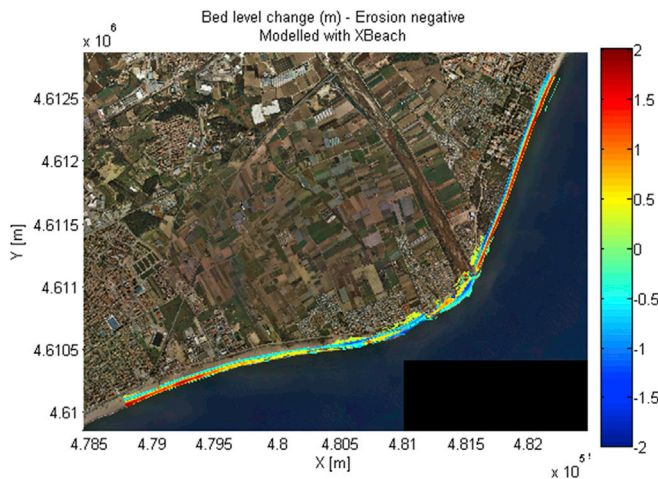 Bed level change (m) - Erosion negative
Modelled with XBeach
x 10^6
4.6125
4.612
4.6115
4.611
4.6105
4.61
Y [m]
4.785 4.79 4.795 4.8 4.805 4.81 4.815 4.82
X [m]
x 10^5
2
1.5
1
0.5
0
-0.5
-1
-1.5
-2